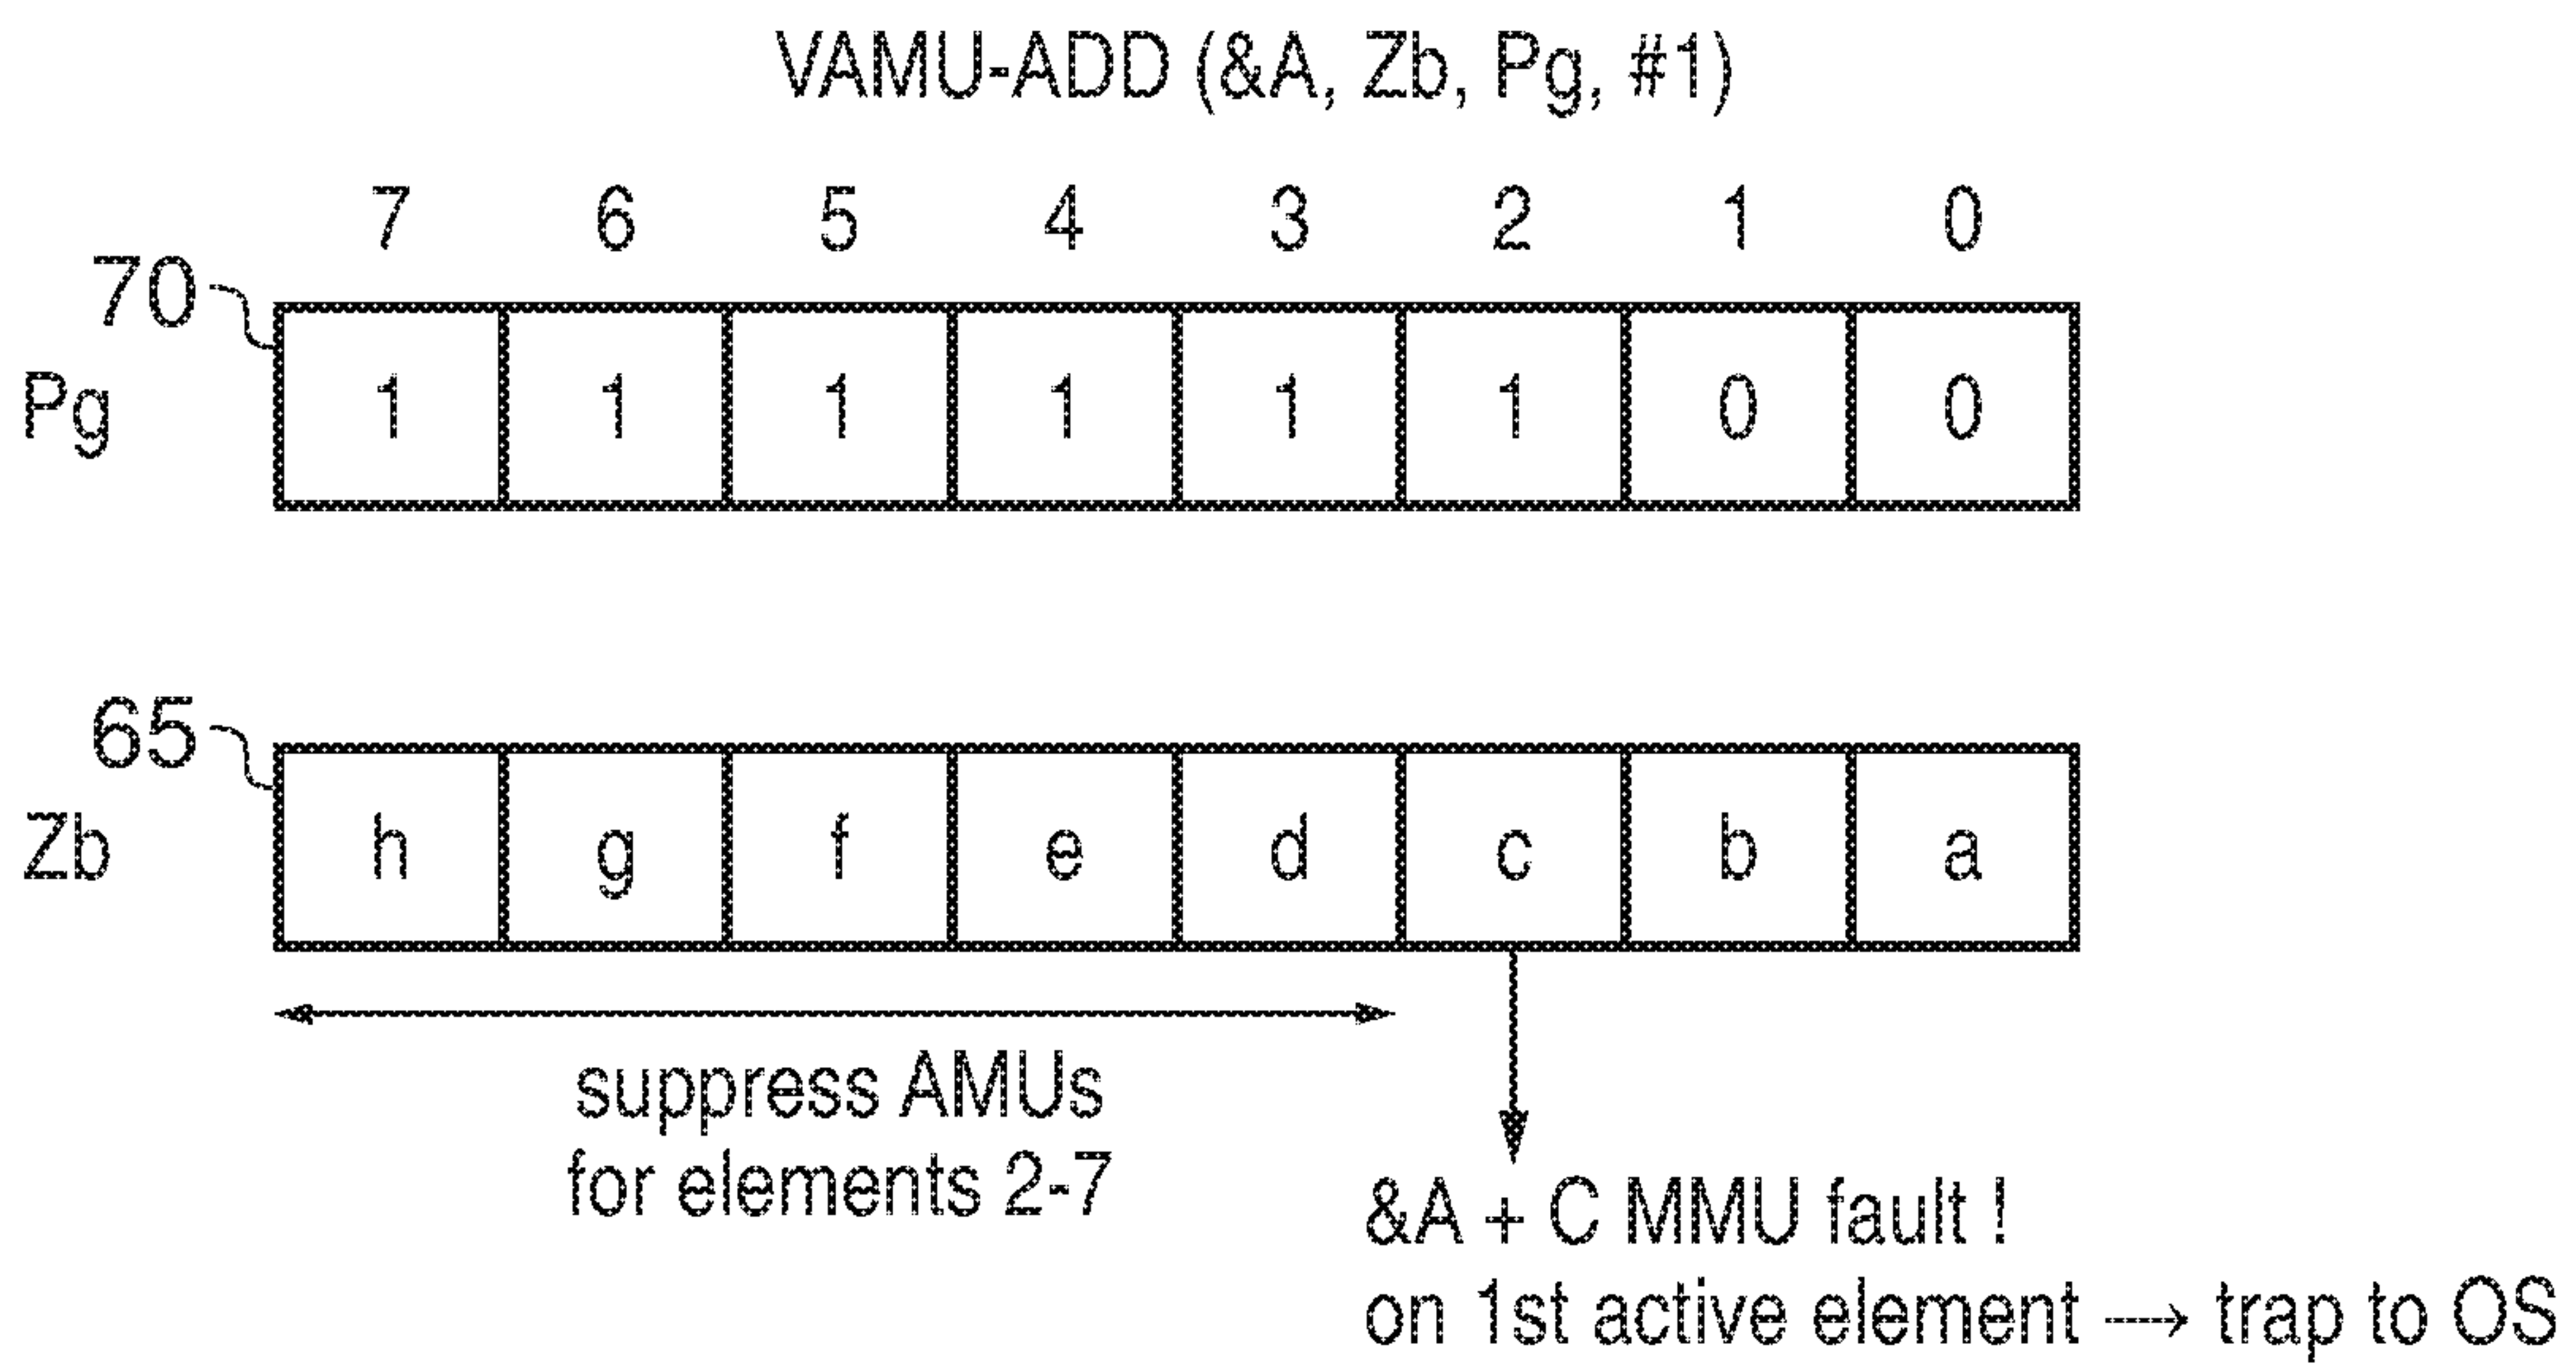 VAMU-ADD (&A, Zb, Pg, #1)
7 6 5 4 3 2 1 0
70
Pg 1 1 1 1 1 1 0 0
65
Zb h g f e d c b a
suppress AMUs
for elements 2-7
&A + C MMU fault !
on 1st active element → trap to OS